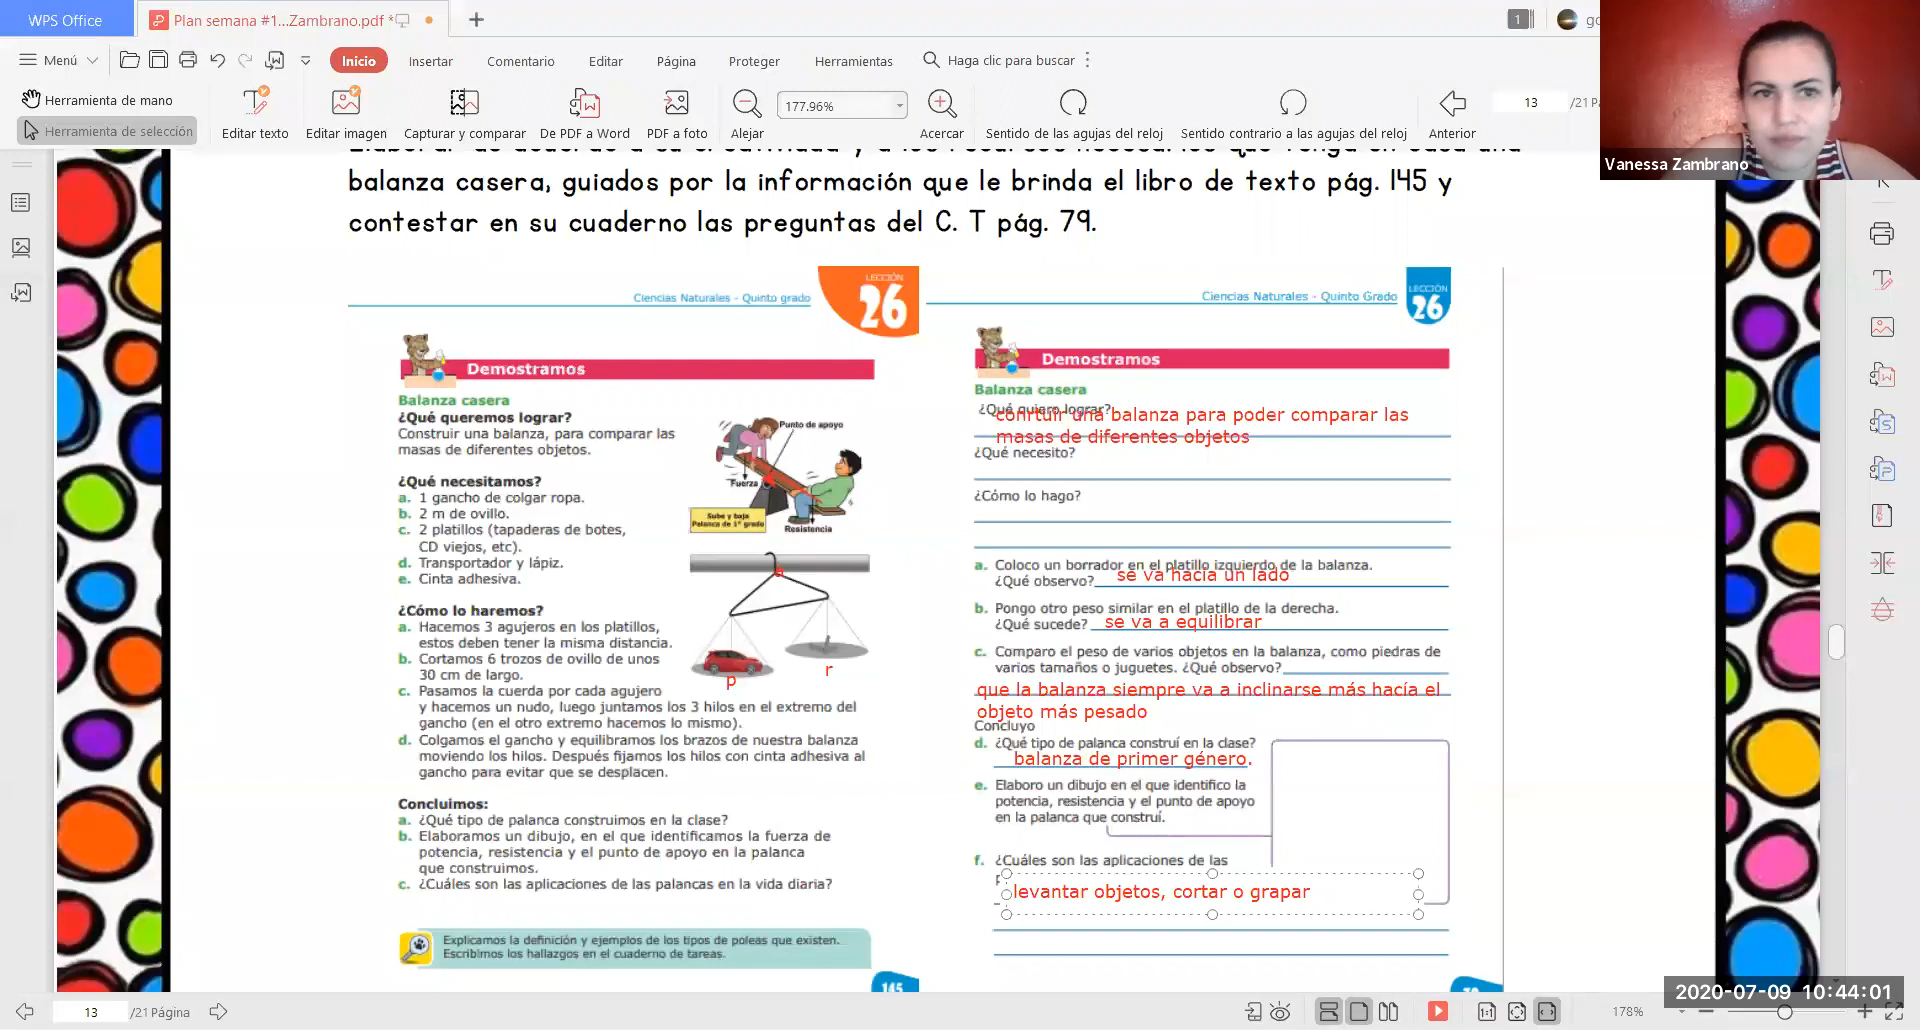 WPS Office
Plan semana #1...Zambrano.pdf *
1
Menú
Inicio
Insertar
Comentario
Editar
Página
Proteger
Herramientas
Haga clic para buscar
Herramienta de mano
Herramienta de selección
Editar texto
Editar imagen
Capturar y comparar
De PDF a Word
PDF a foto
Alejar
177.96%
Acercar
Sentido de las agujas del reloj
Sentido contrario a las agujas del reloj
Anterior
13
Vanessa Zambrano
balanza casera, guiados por la información que le brinda el libro de texto pág. 145 y
contestar en su cuaderno las preguntas del C. T pág. 79.
Ciencias Naturales - Quinto grado
LECCIÓN
26
Demostramos
Balanza casera
¿Qué queremos lograr?
Construir una balanza, para comparar las
masas de diferentes objetos.
¿Qué necesitamos?
a. 1 gancho de colgar ropa.
b. 2 m de ovillo.
c. 2 platillos (tapaderas de botes,
CD viejos, etc).
d. Transportador y lápiz.
e. Cinta adhesiva.
¿Cómo lo haremos?
a. Hacemos 3 agujeros en los platillos,
estos deben tener la misma distancia.
b. Cortamos 6 trozos de ovillo de unos
30 cm de largo.
c. Pasamos la cuerda por cada agujero
y hacemos un nudo, luego juntamos los 3 hilos en el extremo del
gancho (en el otro extremo hacemos lo mismo).
d. Colgamos el gancho y equilibramos los brazos de nuestra balanza
moviendo los hilos. Después fijamos los hilos con cinta adhesiva al
gancho para evitar que se desplacen.
Concluimos:
a. ¿Qué tipo de palanca construimos en la clase?
b. Elaboramos un dibujo, en el que identificamos la fuerza de
potencia, resistencia y el punto de apoyo en la palanca
que construimos.
c. ¿Cuáles son las aplicaciones de las palancas en la vida diaria?
Punto de apoyo
Fuerza
Sube y baja
Palanca de 1º grado
Resistencia
a
p
r
Explicamos la definición y ejemplos de los tipos de poleas que existen.
Escribimos los hallazgos en el cuaderno de tareas.
145
Ciencias Naturales - Quinto Grado
LECCIÓN
26
Demostramos
Balanza casera
¿Qué quiero lograr?
conrtuir una balanza para poder comparar las
masas de diferentes objetos
¿Qué necesito?
¿Cómo lo hago?
a. Coloco un borrador en el platillo izquierdo de la balanza.
¿Qué observo? se va hacia un lado
b. Pongo otro peso similar en el platillo de la derecha.
¿Qué sucede? se va a equilibrar
c. Comparo el peso de varios objetos en la balanza, como piedras de
varios tamaños o juguetes. ¿Qué observo?
que la balanza siempre va a inclinarse más hacía el
objeto más pesado
Concluyo
d. ¿Qué tipo de palanca construí en la clase?
balanza de primer género.
e. Elaboro un dibujo en el que identifico la
potencia, resistencia y el punto de apoyo
en la palanca que construí.
f. ¿Cuáles son las aplicaciones de las
levantar objetos, cortar o grapar
2020-07-09 10:44:01
13
/21 Página
178%